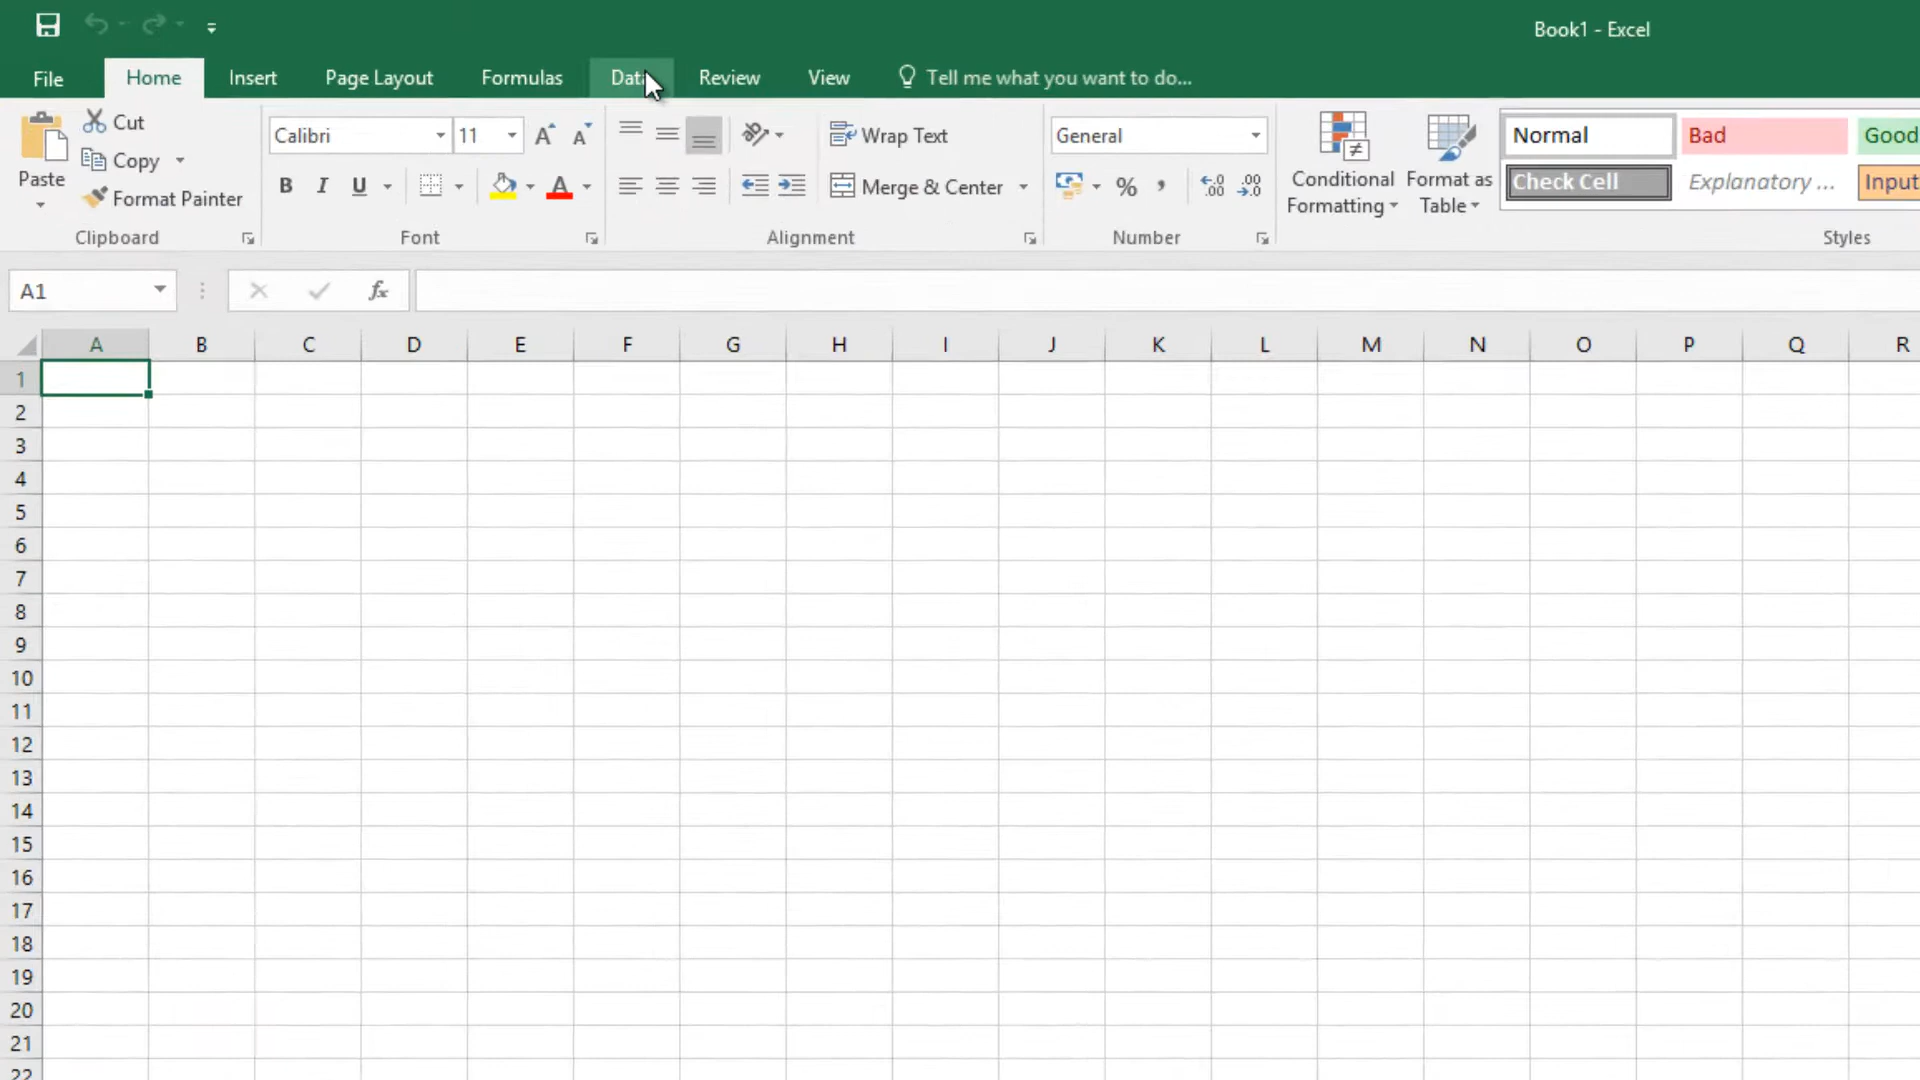 Book1 - Excel
File Home Insert Page Layout Formulas Data Review View Tell me what you want to do...
Paste
Cut
Copy
Format Painter
Clipboard
Calibri 11
B I U A
Font
Wrap Text
Merge & Center
Alignment
General
%
Number
Conditional Formatting
Format as Table
Normal Bad Good
Check Cell Explanatory ... Input
Styles
A1
fx
A B C D E F G H I J K L M N O P Q R
1
2
3
4
5
6
7
8
9
10
11
12
13
14
15
16
17
18
19
20
21
22